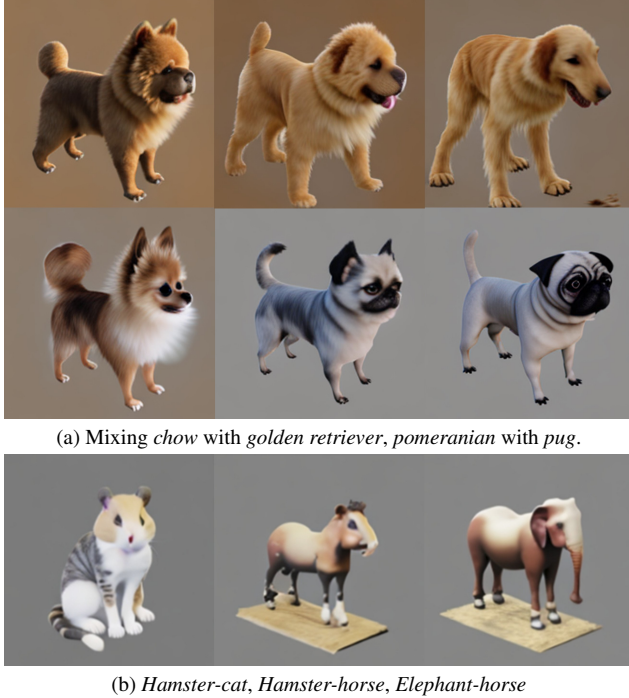 (a) Mixing chow with golden retriever, pomeranian with pug.
(b) Hamster-cat, Hamster-horse, Elephant-horse